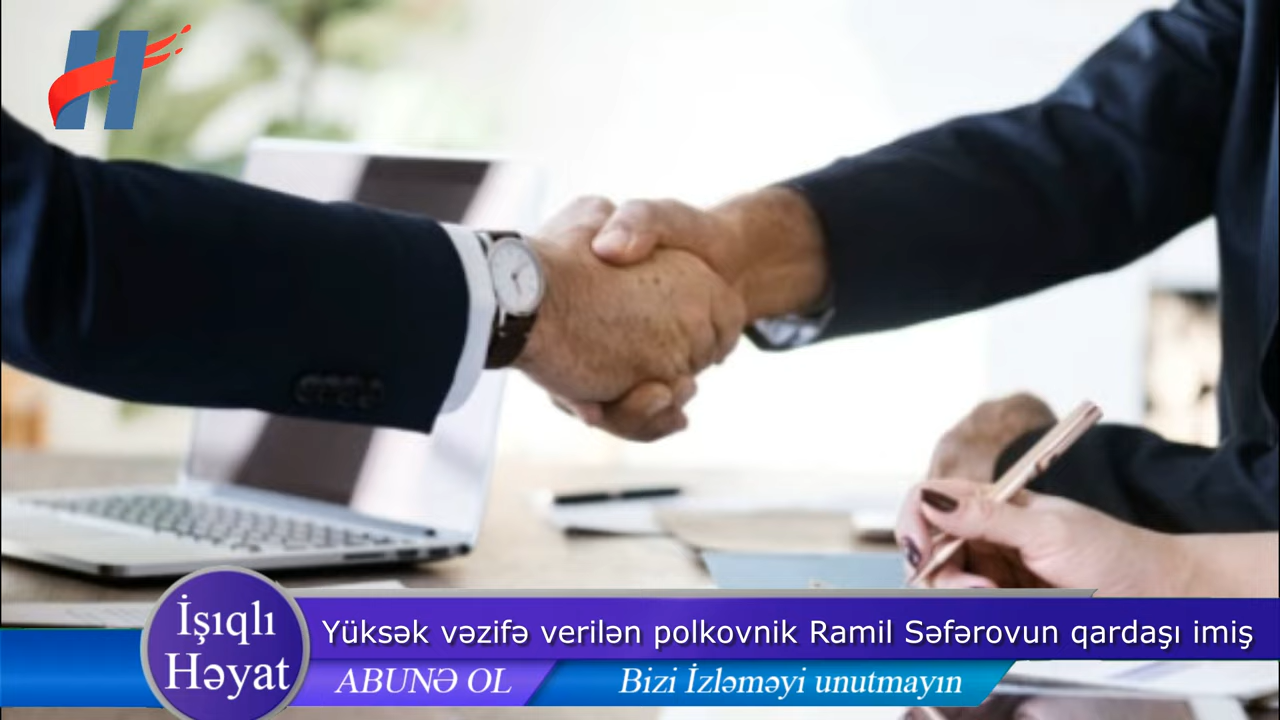 H
İşıqlı
Həyat
Yüksək vəzifə verilən polkovnik Ramil Səfərovun qardaşı imiş
ABUNƏ OL
Bizi İzləməyi unutmayın